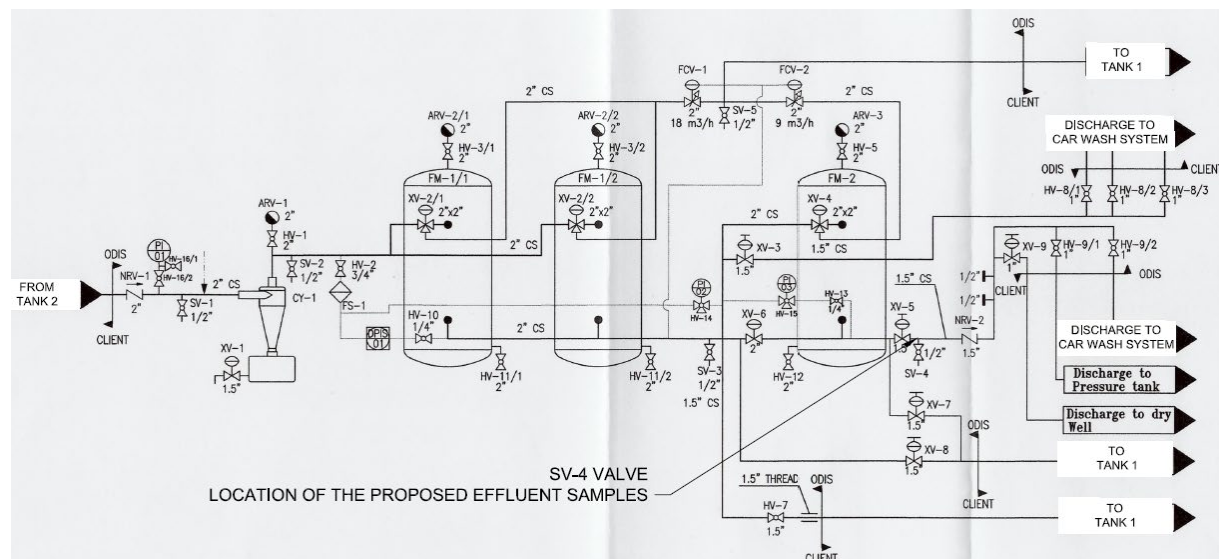 ODIS
TO
TANK 1
CLIENT
FCV-1
FCV-2
2" CS
2" CS
2" CS
2"
18 m3/h
SV-5
1/2"
2"
9 m3/h
ARV-2/1
2"
HV-3/1
2"
ARV-2/2
2"
HV-3/2
2"
ARV-3
2"
HV-5
2"
DISCHARGE TO
CAR WASH SYSTEM
ODIS
CLIENT
HV-8/1
1"
HV-8/2
1"
HV-8/3
1"
FM-1/1
FM-1/2
FM-2
XV-2/1
2"x2"
XV-2/2
2"x2"
XV-4
2"x2"
2" CS
2" CS
1.5" CS
ARV-1
2"
HV-1
2"
XV-3
1.5"
XV-9
1"
HV-9/1
1"
HV-9/2
1"
ODIS
CLIENT
PI
01
HV-16/1
HV-16/2
ODIS
NRV-1
2"
2" CS
SV-1
1/2"
CY-1
SV-2
1/2"
HV-2
3/4"
FS-1
FROM
TANK 2
CLIENT
PI
02
HV-14
PI
03
HV-15
HV-13
1/4"
1.5" CS
1/2"
1/2"
DPIS
01
HV-10
1/4"
2" CS
XV-6
2"
XV-5
1.5"
1/2"
SV-4
NRV-2
1.5"
DISCHARGE TO
CAR WASH SYSTEM
XV-1
1.5"
HV-11/1
2"
HV-11/2
2"
SV-3
1/2"
1.5" CS
HV-12
2"
Discharge to
Pressure tank
XV-7
1.5"
Discharge to dry
Well
XV-8
1.5"
ODIS
CLIENT
TO
TANK 1
SV-4 VALVE
LOCATION OF THE PROPOSED EFFLUENT SAMPLES
1.5" THREAD
ODIS
HV-7
1.5"
CLIENT
TO
TANK 1